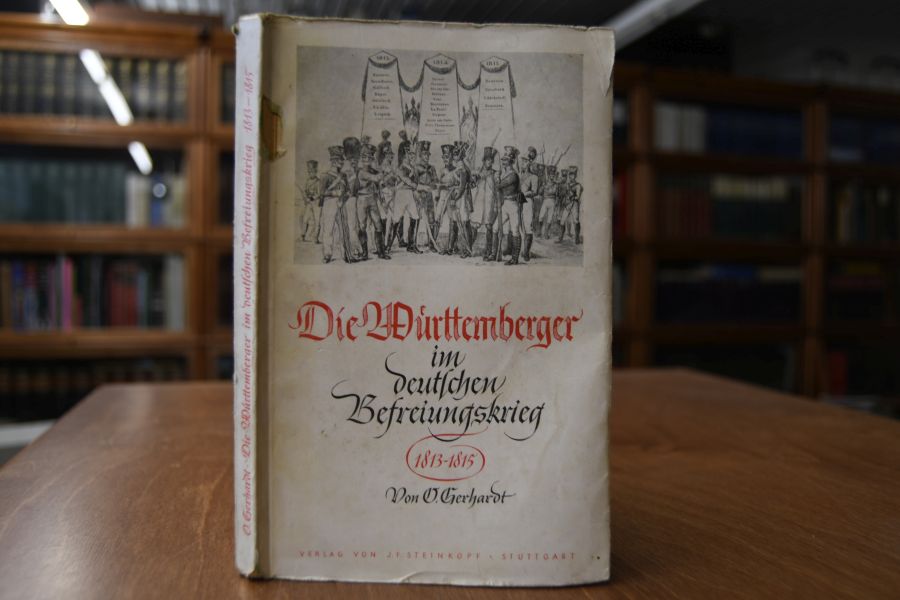 O. Gerhardt · Die Württemberger im deutſchen Befreiungskrieg 1813–1815
1813.
1814.
1815.
Die Württemberger
im
deutſchen
Befreiungskrieg
1813-1815
Von O. Gerhardt
VERLAG VON J. F. STEINKOPF · STUTTGART